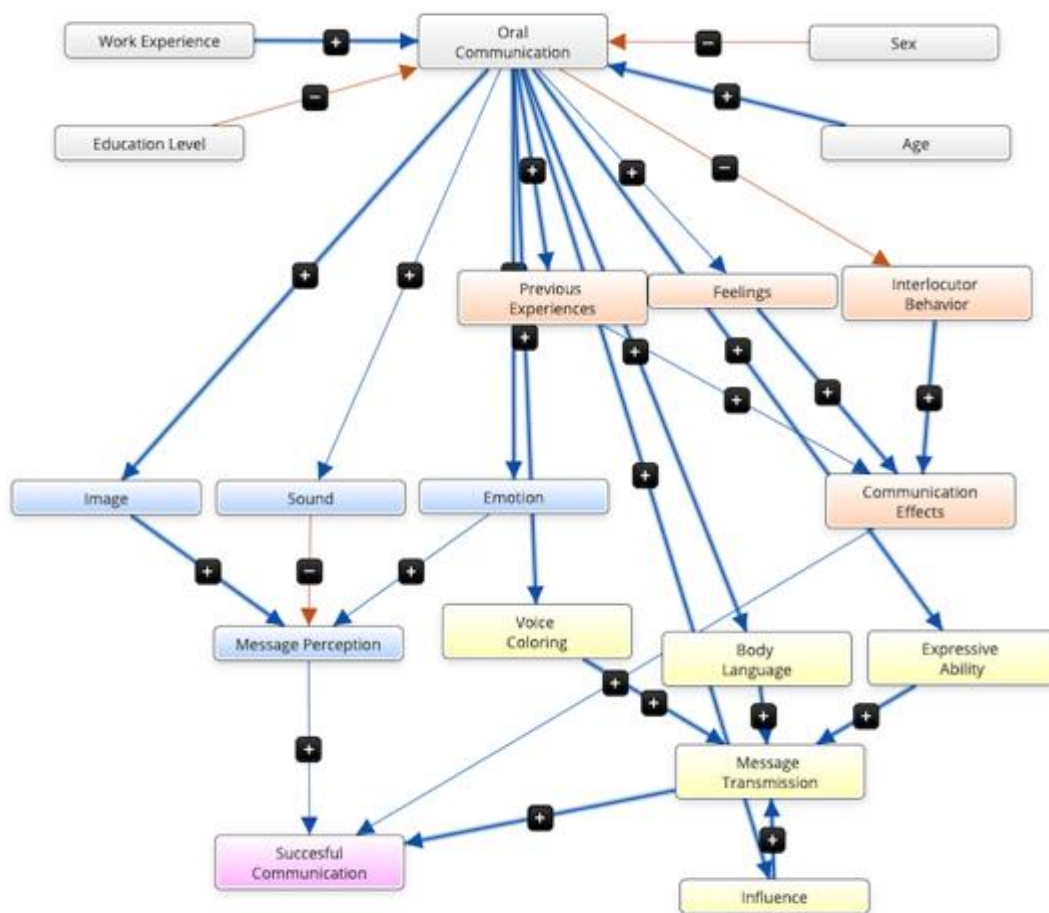 Work Experience
+
Oral
Communication
−
Sex
−
+
Education Level
Age
+
+
−
+
+
Previous
Experiences
Feelings
Interlocutor
Behavior
+
+
+
+
+
+
+
Image
Sound
Emotion
Communication
Effects
+
−
+
Message Perception
Voice
Coloring
Body
Language
Expressive
Ability
+
+
+
+
+
Message
Transmission
+
+
Succesful
Communication
Influence